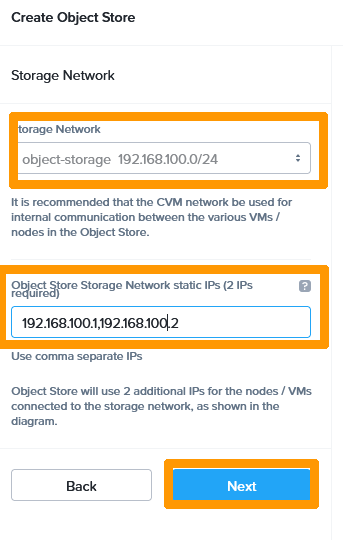 Create Object Store
Storage Network
torage Network
object-storage 192.168.100.0/24
It is recommended that the CVM network be used for
internal communication between the various VMs /
nodes in the Object Store.
Object Store Storage Network static IPs (2 IPs
required)
?
192.168.100.1,192.168.100.2
Use comma separate IPs
Object Store will use 2 additional IPs for the nodes / VMs
connected to the storage network, as shown in the
diagram.
Back
Next